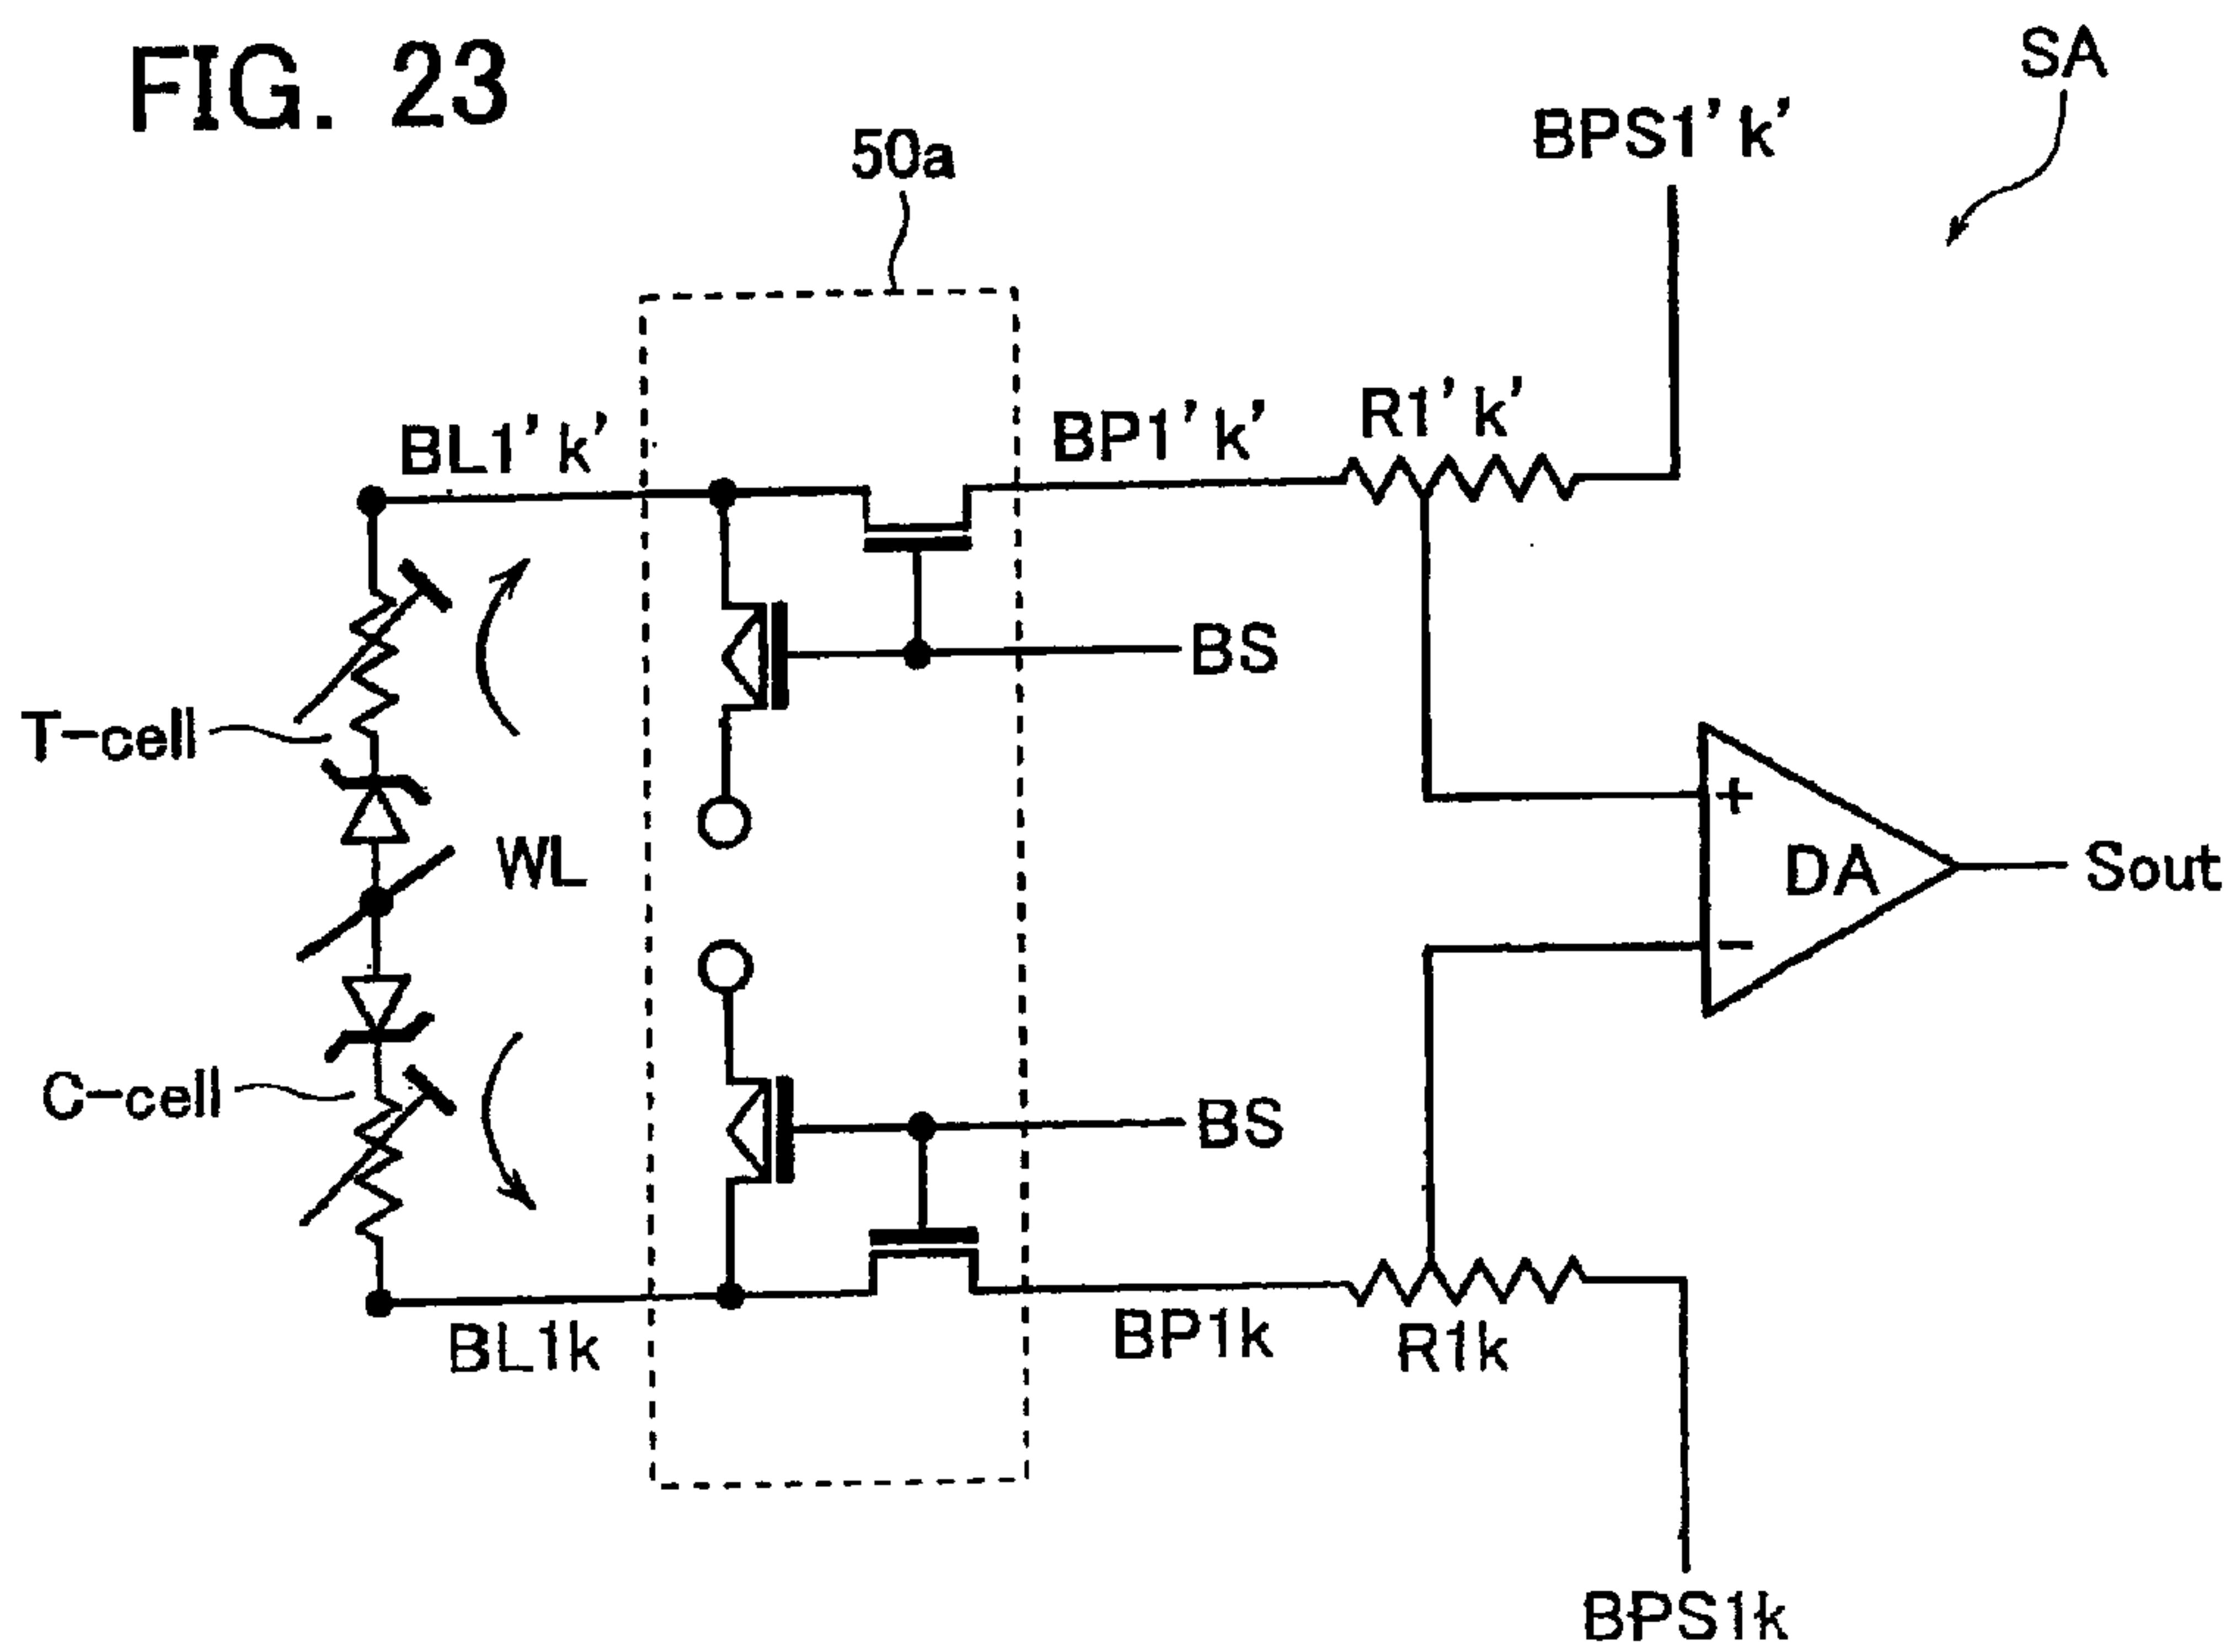 FIG. 23
SA
BPS1'k'
50a
BL1'k'
BP1'k'
R1'k'
BS
T-cell
WL
+
DA
Sout
-
C-cell
BS
BL1k
BP1k
R1k
BPS1k